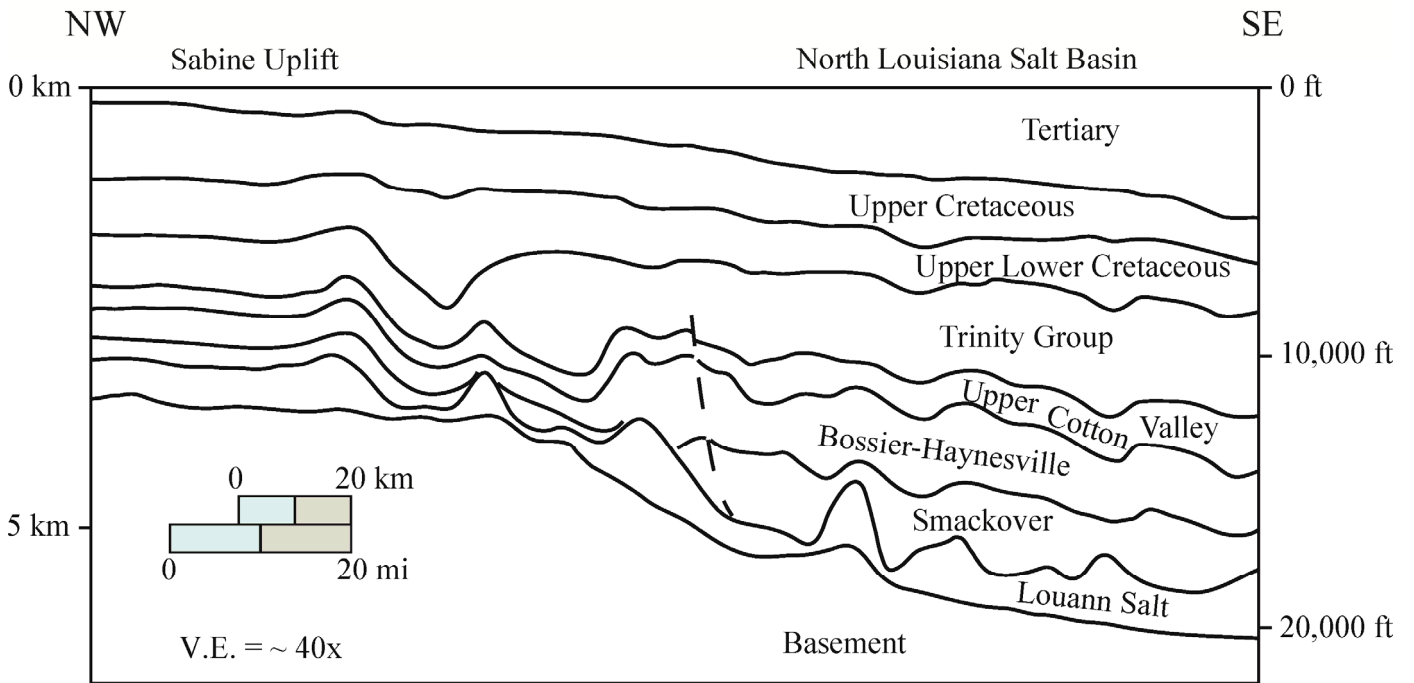 NW
SE
Sabine Uplift
North Louisiana Salt Basin
0 km
0 ft
Tertiary
Upper Cretaceous
Upper Lower Cretaceous
Trinity Group
10,000 ft
Upper Cotton Valley
Bossier-Haynesville
0 20 km
Smackover
5 km
0 20 mi
Louann Salt
20,000 ft
V.E. = ~ 40x
Basement